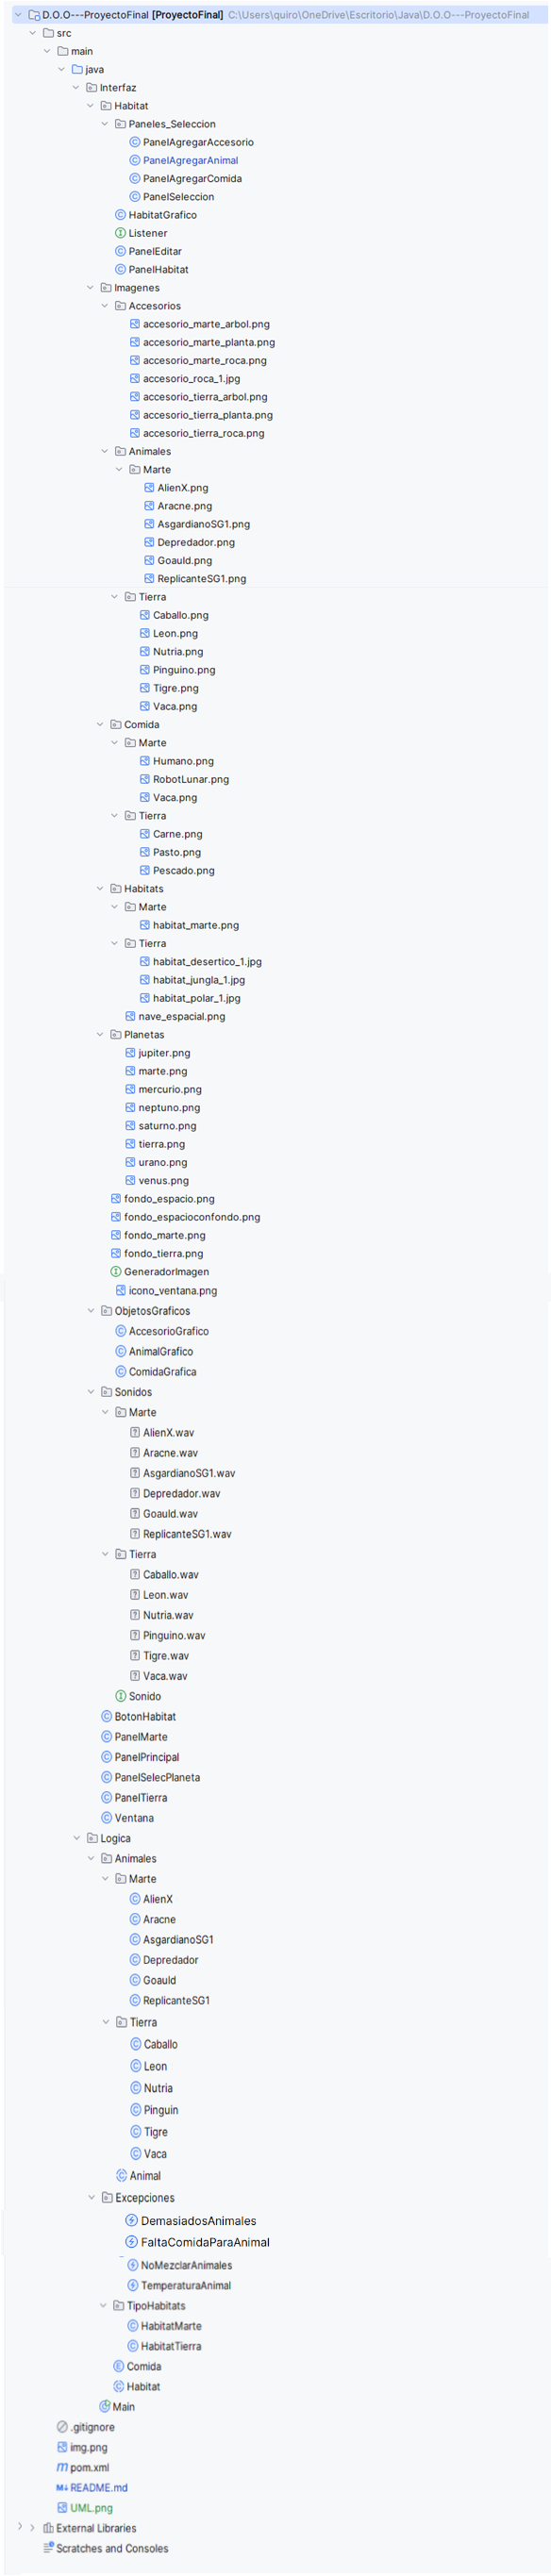 D.O.O---ProyectoFinal [ProyectoFinal] C:\Users\quiro\OneDrive\Escritorio\Java\D.O.O---ProyectoFinal
src
main
java
Interfaz
Habitat
Paneles_Seleccion
PanelAgregarAccesorio
PanelAgregarAnimal
PanelAgregarComida
PanelSeleccion
HabitatGrafico
Listener
PanelEditar
PanelHabitat
Imagenes
Accesorios
accesorio_marte_arbol.png
accesorio_marte_planta.png
accesorio_marte_roca.png
accesorio_roca_1.jpg
accesorio_tierra_arbol.png
accesorio_tierra_planta.png
accesorio_tierra_roca.png
Animales
Marte
AlienX.png
Aracne.png
AsgardianoSG1.png
Depredador.png
Goauld.png
ReplicanteSG1.png
Tierra
Caballo.png
Leon.png
Nutria.png
Pinguino.png
Tigre.png
Vaca.png
Comida
Marte
Humano.png
RobotLunar.png
Vaca.png
Tierra
Carne.png
Pasto.png
Pescado.png
Habitats
Marte
habitat_marte.png
Tierra
habitat_desertico_1.jpg
habitat_jungla_1.jpg
habitat_polar_1.jpg
nave_espacial.png
Planetas
jupiter.png
marte.png
mercurio.png
neptuno.png
saturno.png
tierra.png
urano.png
venus.png
fondo_espacio.png
fondo_espacioconfondo.png
fondo_marte.png
fondo_tierra.png
GeneradorImagen
icono_ventana.png
ObjetosGraficos
AccesorioGrafico
AnimalGrafico
ComidaGrafica
Sonidos
Marte
AlienX.wav
Aracne.wav
AsgardianoSG1.wav
Depredador.wav
Goauld.wav
ReplicanteSG1.wav
Tierra
Caballo.wav
Leon.wav
Nutria.wav
Pinguino.wav
Tigre.wav
Vaca.wav
Sonido
BotonHabitat
PanelMarte
PanelPrincipal
PanelSelecPlaneta
PanelTierra
Ventana
Logica
Animales
Marte
AlienX
Aracne
AsgardianoSG1
Depredador
Goauld
ReplicanteSG1
Tierra
Caballo
Leon
Nutria
Pinguin
Tigre
Vaca
Animal
Excepciones
DemasiadosAnimales
FaltaComidaParaAnimal
NoMezclarAnimales
TemperaturaAnimal
TipoHabitats
HabitatMarte
HabitatTierra
Comida
Habitat
Main
.gitignore
img.png
pom.xml
README.md
UML.png
External Libraries
Scratches and Consoles